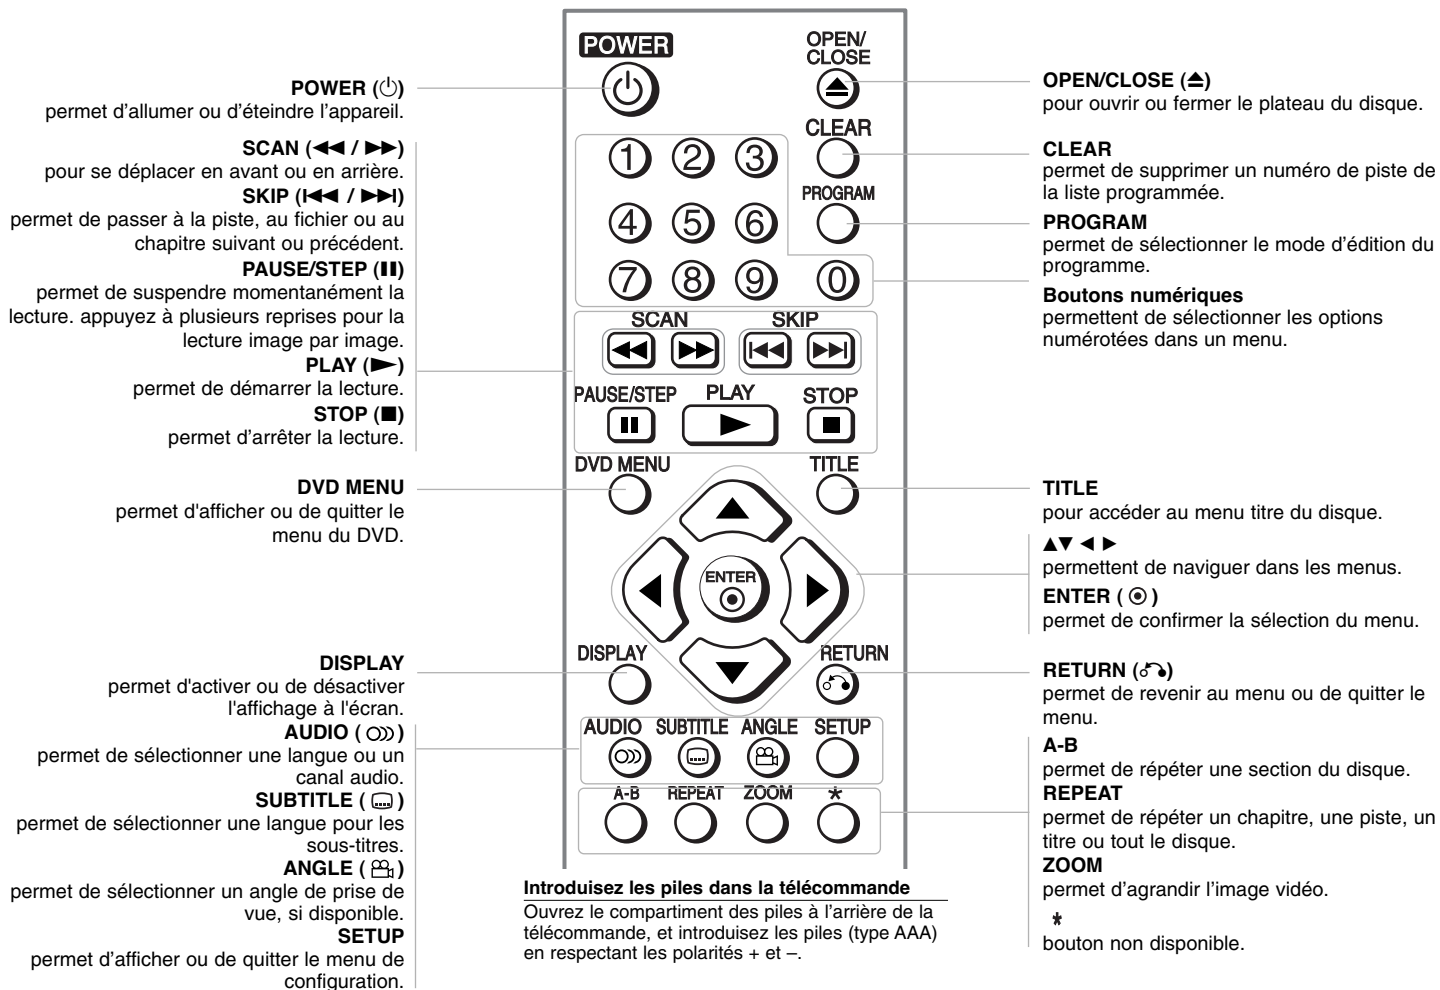 POWER (⏻)
permet d'allumer ou d'éteindre l'appareil.
SCAN (◀◀ / ▶▶)
pour se déplacer en avant ou en arrière.
SKIP (I◀◀ / ▶▶I)
permet de passer à la piste, au fichier ou au
chapitre suivant ou précédent.
PAUSE/STEP (II)
permet de suspendre momentanément la
lecture. appuyez à plusieurs reprises pour la
lecture image par image.
PLAY (▶)
permet de démarrer la lecture.
STOP (■)
permet d'arrêter la lecture.
DVD MENU
permet d'afficher ou de quitter le
menu du DVD.
DISPLAY
permet d'activer ou de désactiver
l'affichage à l'écran.
AUDIO ( )
permet de sélectionner une langue ou un
canal audio.
SUBTITLE ( )
permet de sélectionner une langue pour les
sous-titres.
ANGLE ( )
permet de sélectionner un angle de prise de
vue, si disponible.
SETUP
permet d'afficher ou de quitter le menu de
configuration.
POWER
OPEN/
CLOSE
CLEAR
1 2 3
PROGRAM
4 5 6
7 8 9 0
SCAN SKIP
PAUSE/STEP PLAY STOP
DVD MENU TITLE
ENTER
DISPLAY RETURN
AUDIO SUBTITLE ANGLE SETUP
A-B REPEAT ZOOM *
Introduisez les piles dans la télécommande
Ouvrez le compartiment des piles à l'arrière de la
télécommande, et introduisez les piles (type AAA)
en respectant les polarités + et –.
OPEN/CLOSE (⏏)
pour ouvrir ou fermer le plateau du disque.
CLEAR
permet de supprimer un numéro de piste de
la liste programmée.
PROGRAM
permet de sélectionner le mode d'édition du
programme.
Boutons numériques
permettent de sélectionner les options
numérotées dans un menu.
TITLE
pour accéder au menu titre du disque.
▲▼ ◀ ▶
permettent de naviguer dans les menus.
ENTER ( ◉ )
permet de confirmer la sélection du menu.
RETURN ( )
permet de revenir au menu ou de quitter le
menu.
A-B
permet de répéter une section du disque.
REPEAT
permet de répéter un chapitre, une piste, un
titre ou tout le disque.
ZOOM
permet d'agrandir l'image vidéo.
*
bouton non disponible.